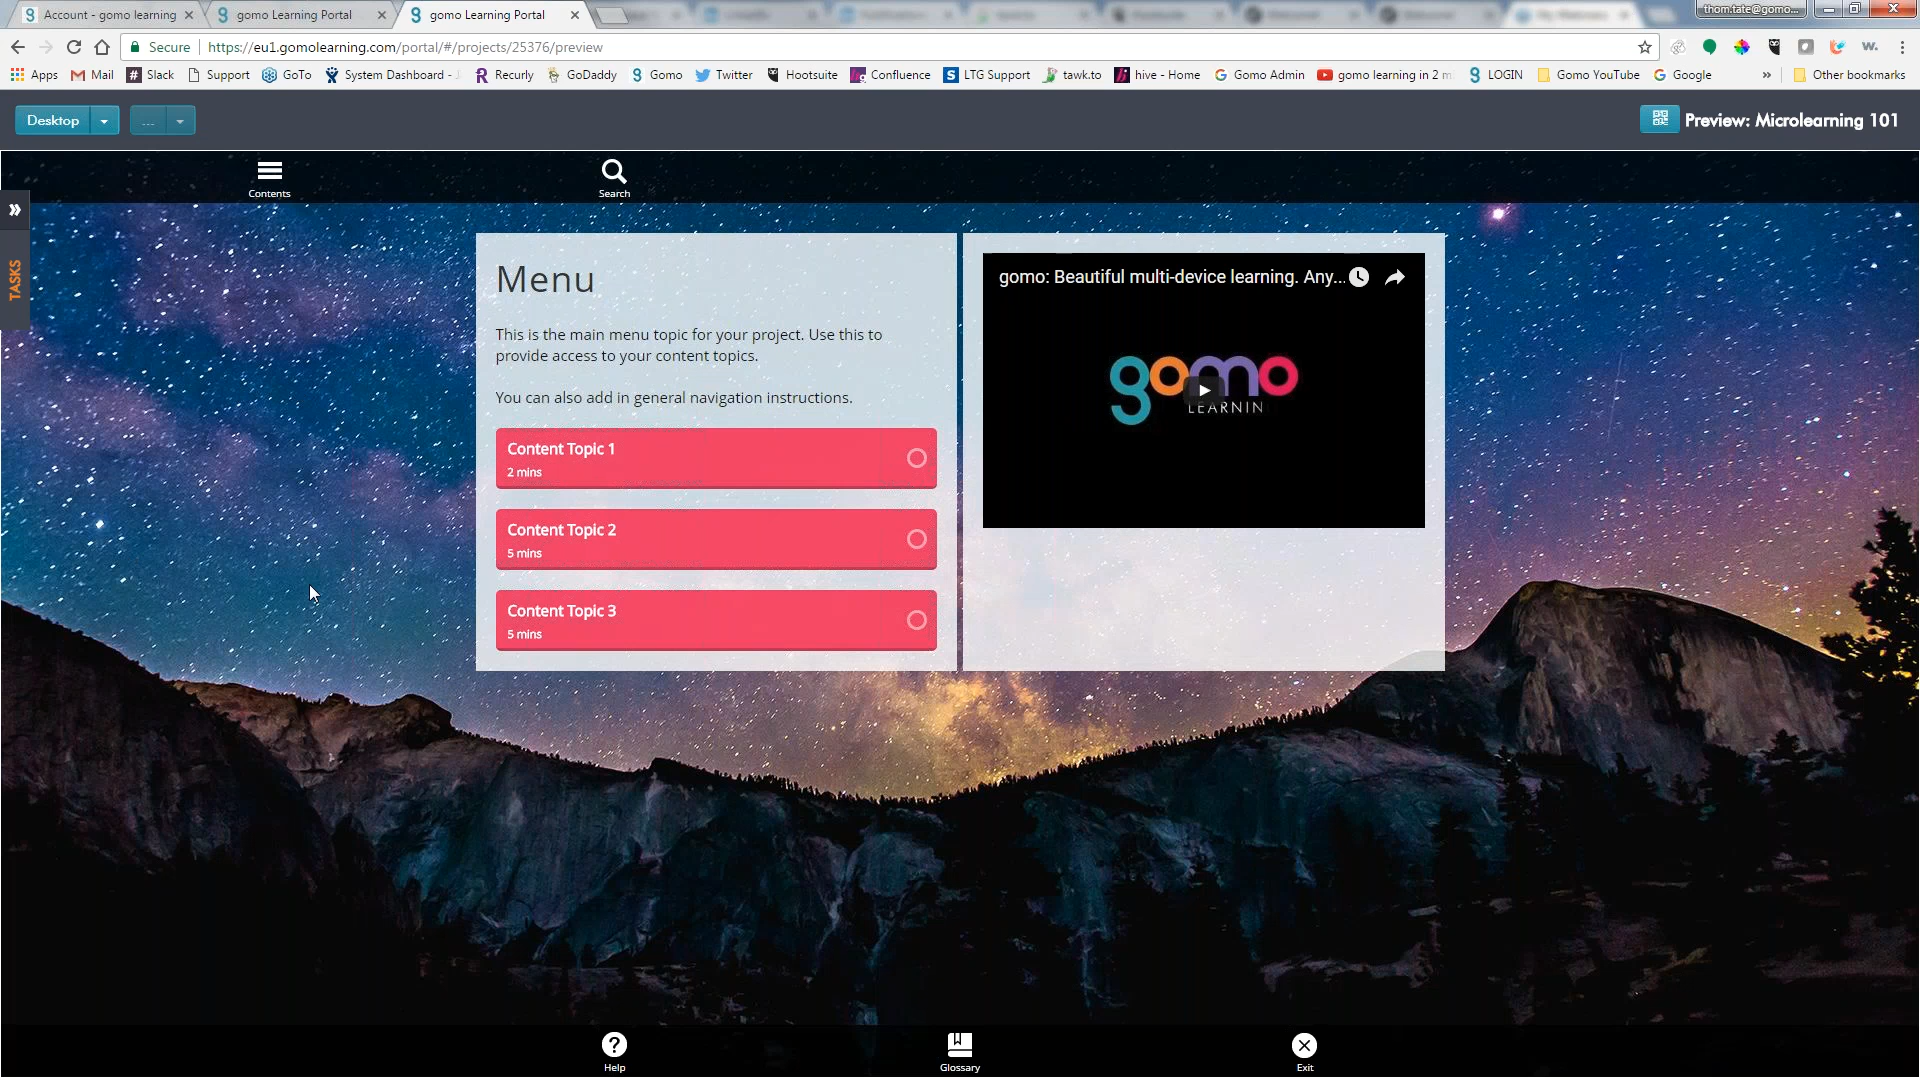 Account - gomo learning
gomo Learning Portal
gomo Learning Portal
thom.tate@gomo...
Secure
https://eu1.gomolearning.com/portal/#/projects/25376/preview
w.
Apps
Mail
Slack
Support
GoTo
System Dashboard -
Recurly
GoDaddy
Gomo
Twitter
Hootsuite
Confluence
LTG Support
tawk.to
hive - Home
Gomo Admin
gomo learning in 2 m
LOGIN
Gomo YouTube
Google
»
Other bookmarks
Desktop
...
Preview: Microlearning 101
Contents
Search
»
TASKS
Menu
This is the main menu topic for your project. Use this to
provide access to your content topics.
You can also add in general navigation instructions.
Content Topic 1
2 mins
Content Topic 2
5 mins
Content Topic 3
5 mins
gomo: Beautiful multi-device learning. Any...
gomo
LEARNIN
Help
Glossary
Exit